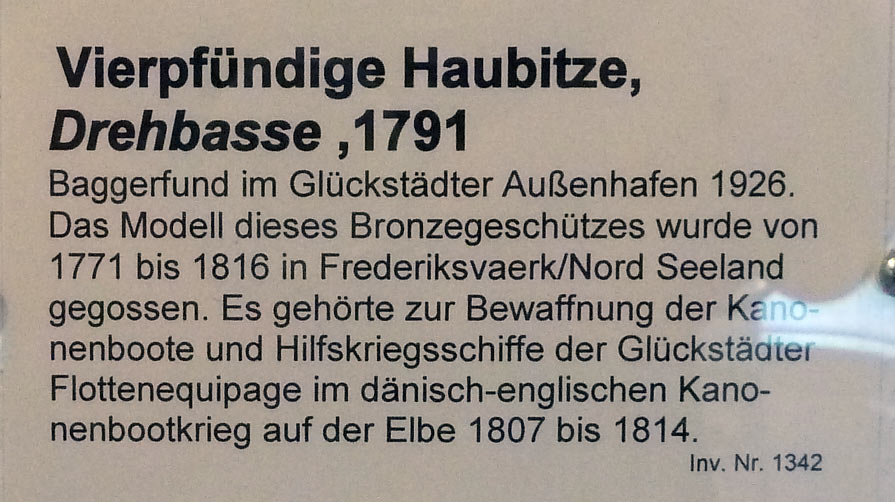 Vierpfündige Haubitze,
Drehbasse ,1791
Baggerfund im Glückstädter Außenhafen 1926.
Das Modell dieses Bronzegeschützes wurde von
1771 bis 1816 in Frederiksvaerk/Nord Seeland
gegossen. Es gehörte zur Bewaffnung der Kano-
nenboote und Hilfskriegsschiffe der Glückstädter
Flottenequipage im dänisch-englischen Kano-
nenbootkrieg auf der Elbe 1807 bis 1814.
Inv. Nr. 1342